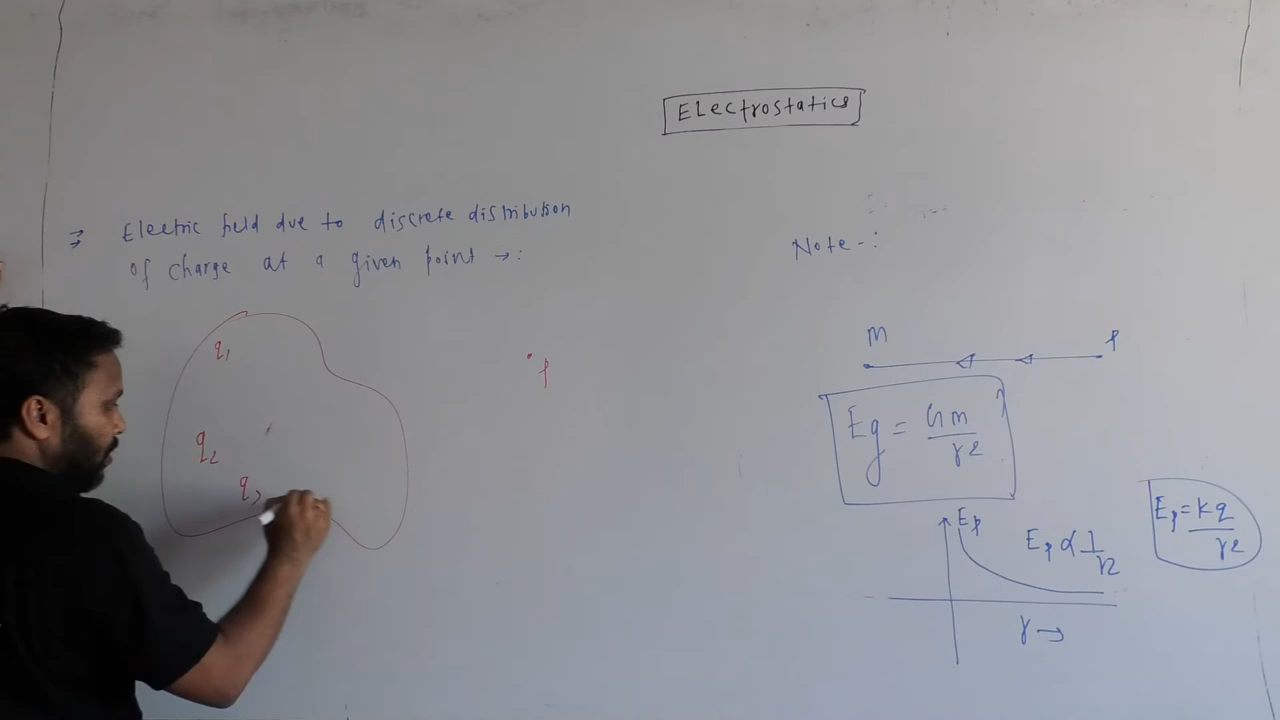 Electrostatics
⇒ Electric field due to discrete distribution
of charge at a given point →:
q₁
q₂
q₃
p
Note -:
m
p
Eg = Gm/r²
Ep
Ep ∝ 1/r²
r →
Ep = kq/r²